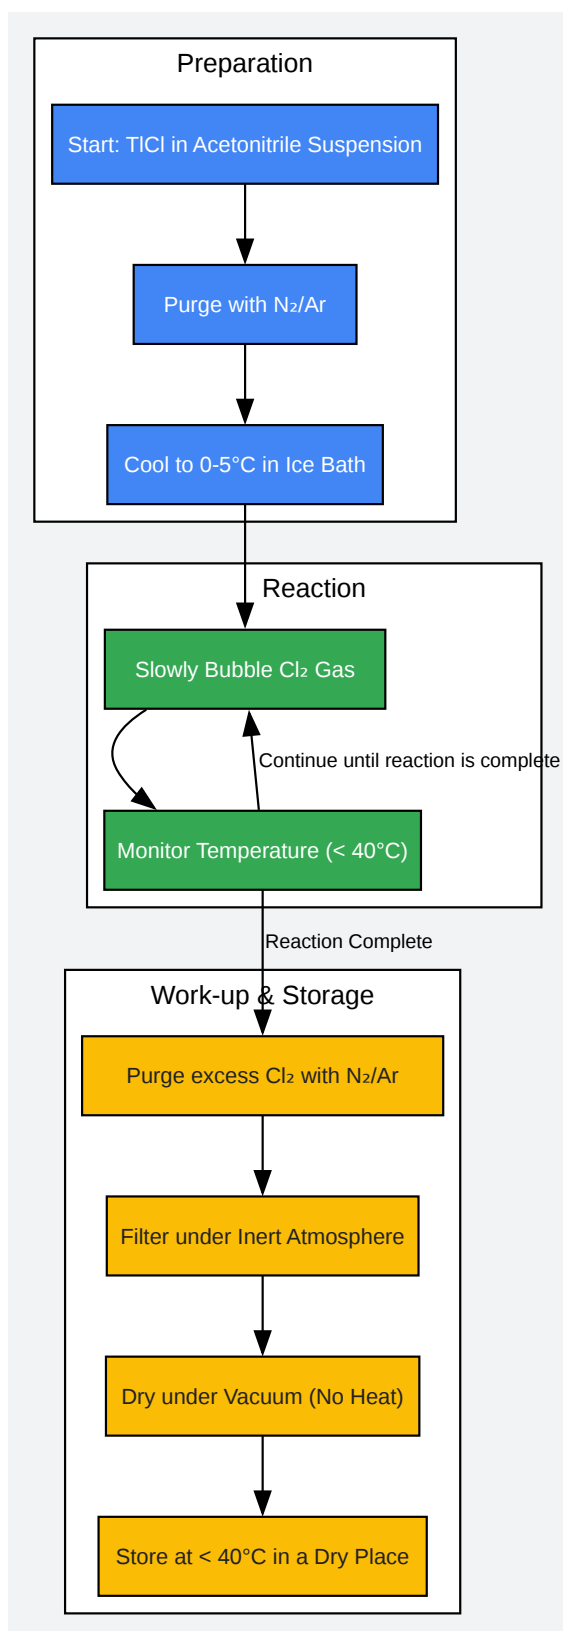 Preparation
Start: TlCl in Acetonitrile Suspension
Purge with N₂/Ar
Cool to 0-5°C in Ice Bath
Reaction
Slowly Bubble Cl₂ Gas
Continue until reaction is complete
Monitor Temperature (< 40°C)
Reaction Complete
Work-up & Storage
Purge excess Cl₂ with N₂/Ar
Filter under Inert Atmosphere
Dry under Vacuum (No Heat)
Store at < 40°C in a Dry Place